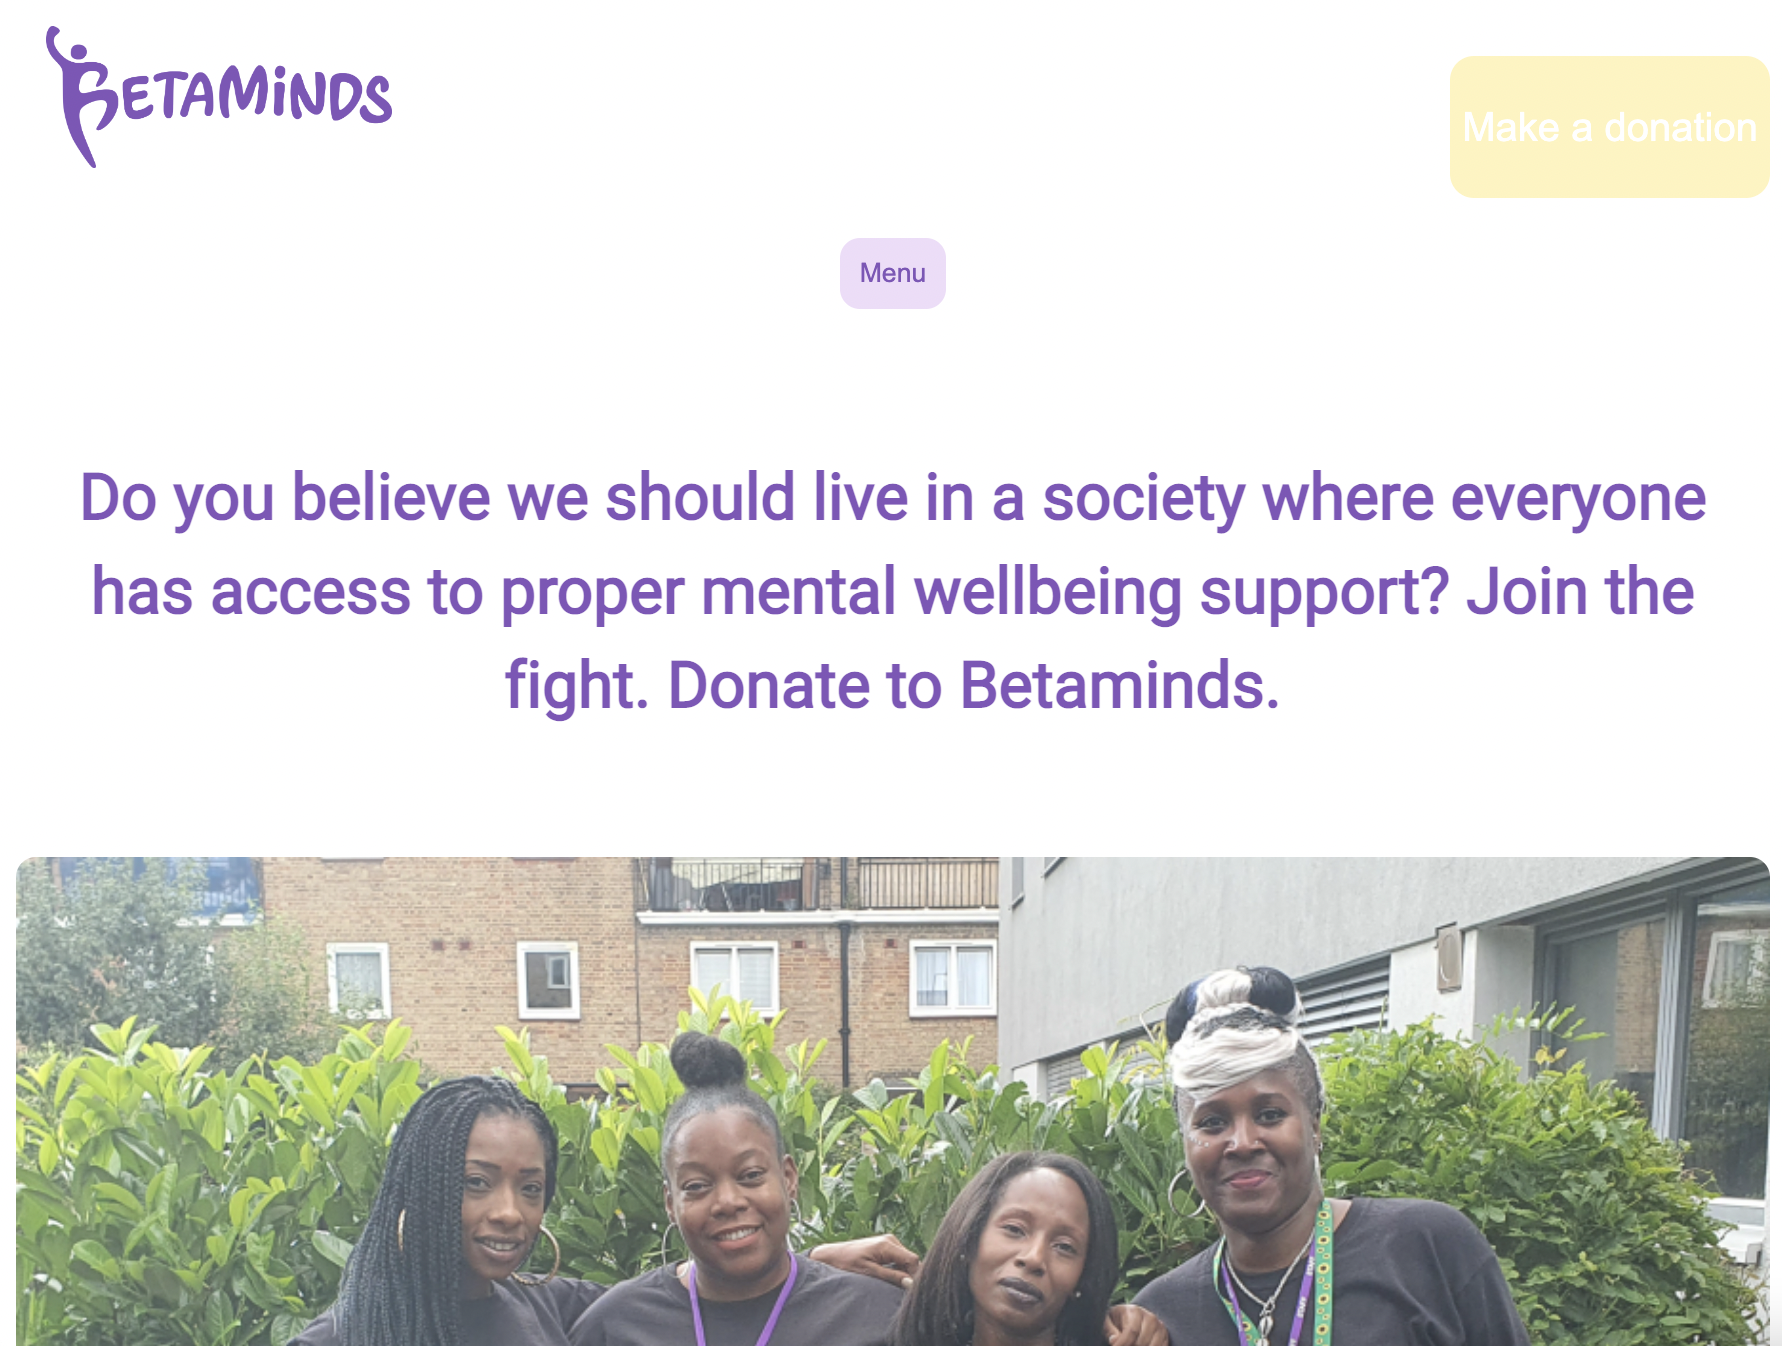 BETAMINDS
Make a donation
Menu
Do you believe we should live in a society where everyone
has access to proper mental wellbeing support? Join the
fight. Donate to Betaminds.